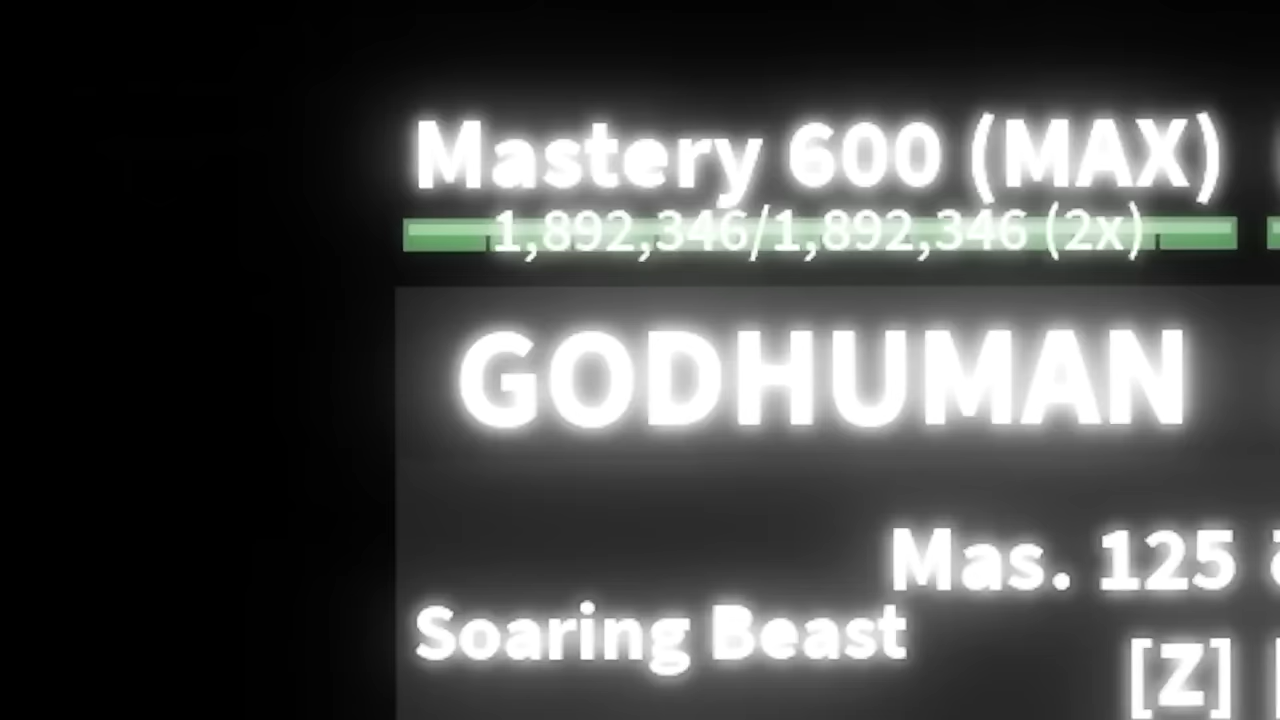 Mastery 600 (MAX)
1,892,346/1,892,346 (2x)
GODHUMAN
Mas. 125
Soaring Beast
[Z]